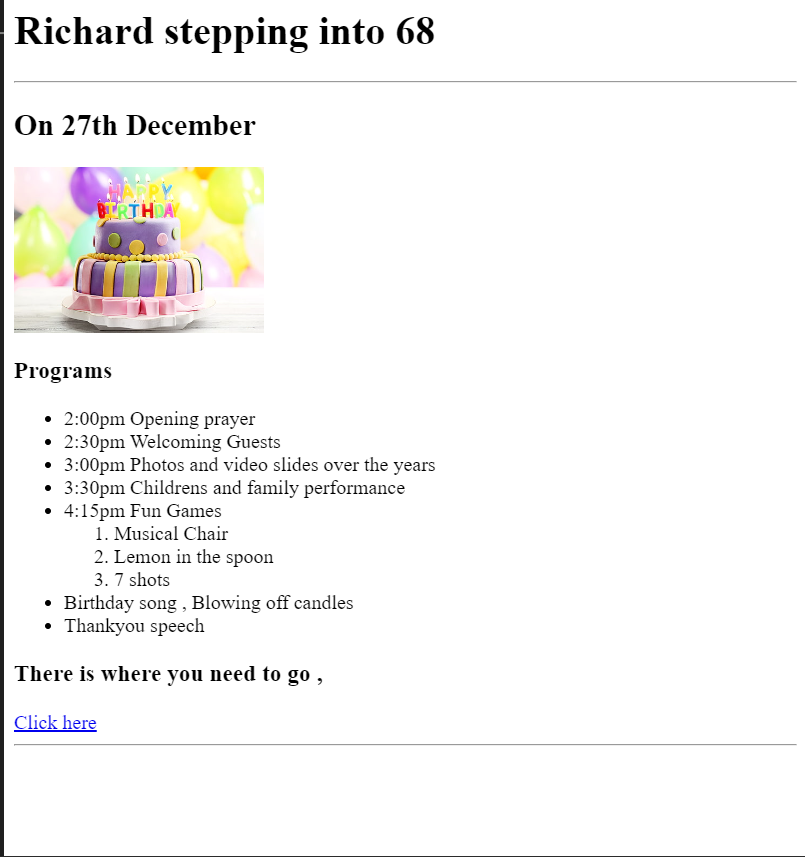 Richard stepping into 68
On 27th December
HAPPY
BIRTHDAY
Programs
2:00pm Opening prayer
2:30pm Welcoming Guests
3:00pm Photos and video slides over the years
3:30pm Childrens and family performance
4:15pm Fun Games
1. Musical Chair
2. Lemon in the spoon
3. 7 shots
Birthday song , Blowing off candles
Thankyou speech
There is where you need to go ,
Click here